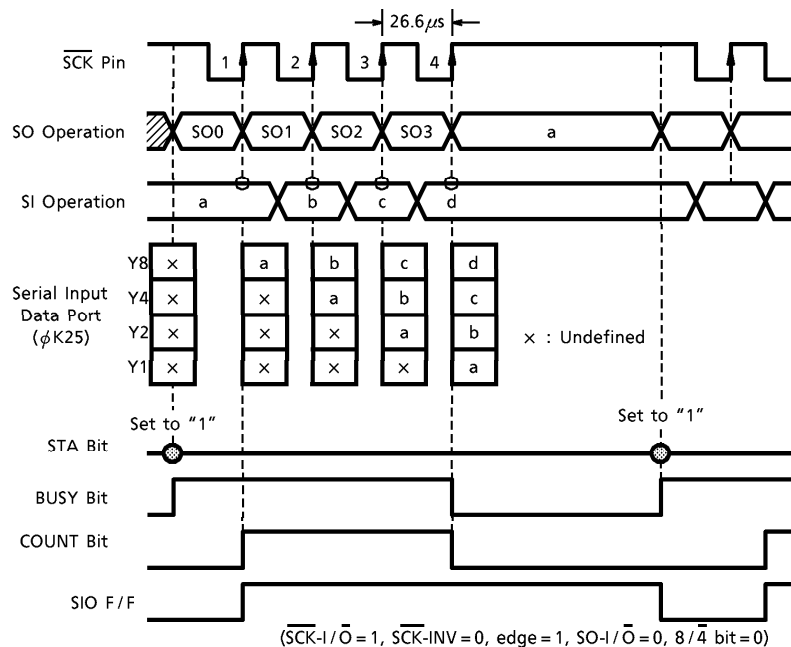 26.6μs
SCK Pin
1 2 3 4
SO Operation
SO0 SO1 SO2 SO3 a
SI Operation
a b c d
Serial Input
Data Port
(ϕK25)
Y8 × a b c d
Y4 × × a b c
Y2 × × × a b
Y1 × × × × a
× : Undefined
Set to “1”
Set to “1”
STA Bit
BUSY Bit
COUNT Bit
SIO F/F
(S̅C̅K̅-I/O̅=1, S̅C̅K̅-INV=0, edge=1, SO-I/O̅=0, 8/4̅ bit=0)